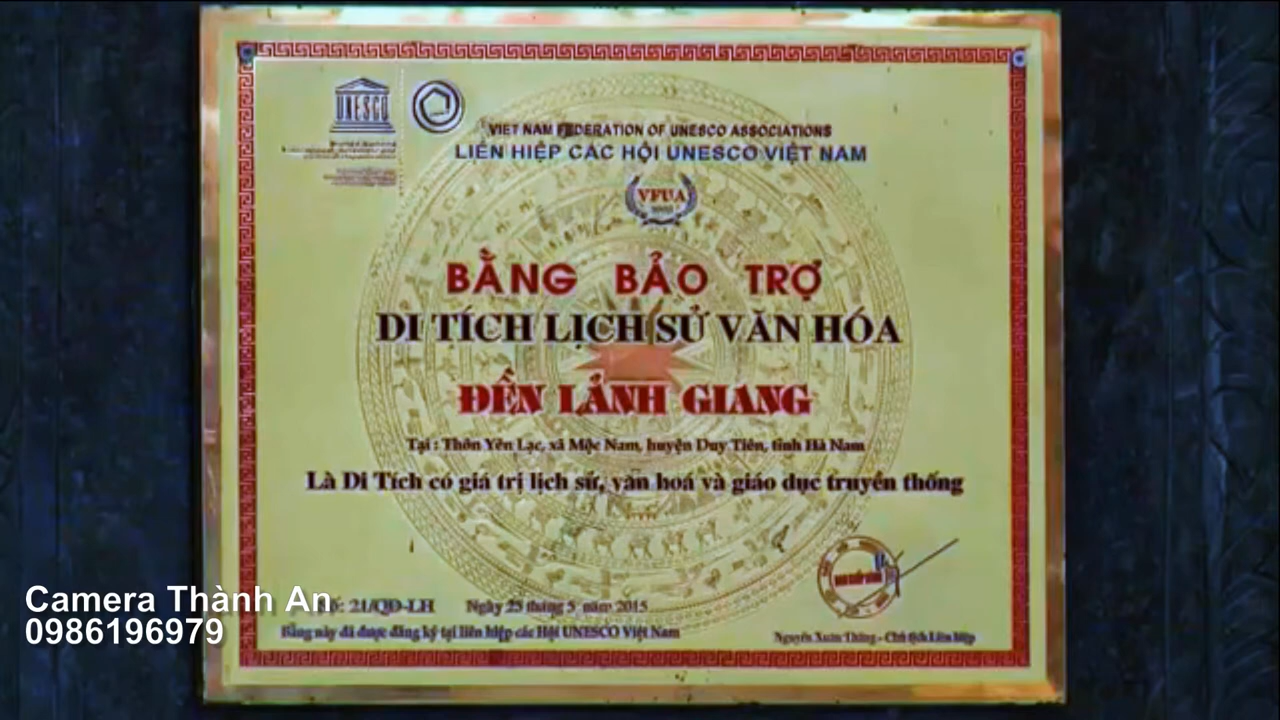 UNESCO
VIET NAM FEDERATION OF UNESCO ASSOCIATIONS
LIÊN HIỆP CÁC HỘI UNESCO VIỆT NAM
VFUA
BẰNG BẢO TRỢ
DI TÍCH LỊCH SỬ VĂN HÓA
ĐỀN LẢNH GIANG
Tại : Thôn Yên Lạc, xã Mộc Nam, huyện Duy Tiên, tỉnh Hà Nam
Là Di Tích có giá trị lịch sử, văn hoá và giáo dục truyền thống
Camera Thành An
21/QĐ-LH Ngày 25 tháng 5 năm 2015
0986196979
Bằng này đã được đăng ký tại liên hiệp các Hội UNESCO Việt Nam
Nguyễn Xuân Thắng - Chủ tịch Liên hiệp